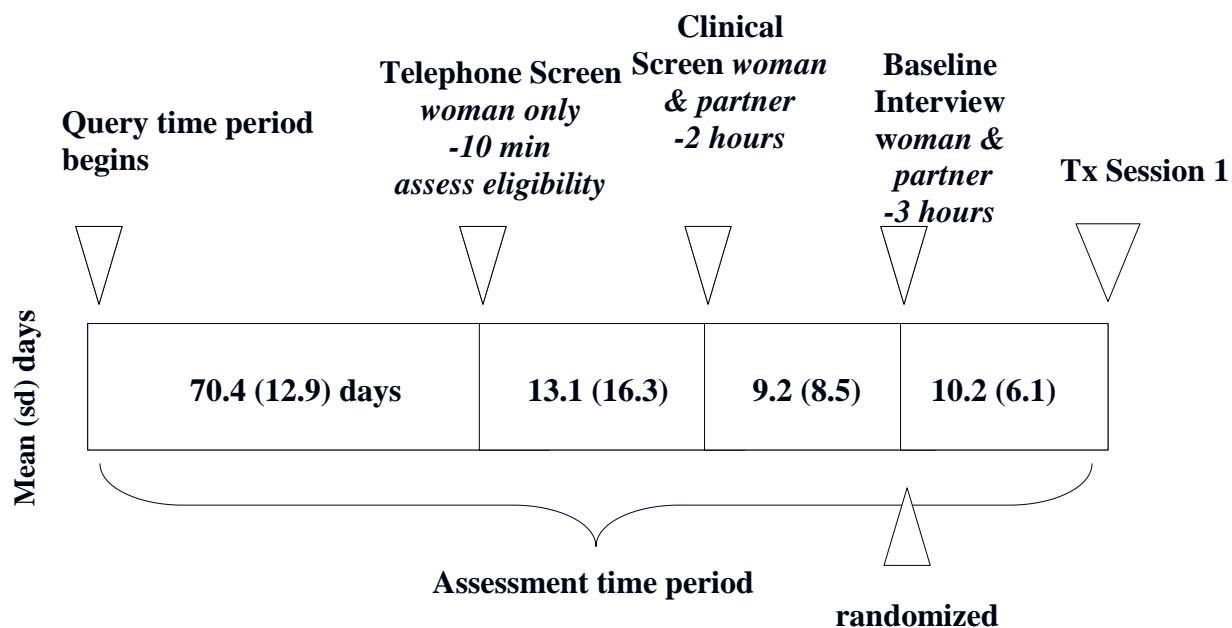 Query time period
begins
Telephone Screen
woman only
-10 min
assess eligibility
Clinical
Screen woman
& partner
-2 hours
Baseline
Interview
woman &
partner
-3 hours
Tx Session 1
Mean (sd) days
70.4 (12.9) days
13.1 (16.3)
9.2 (8.5)
10.2 (6.1)
Assessment time period
randomized